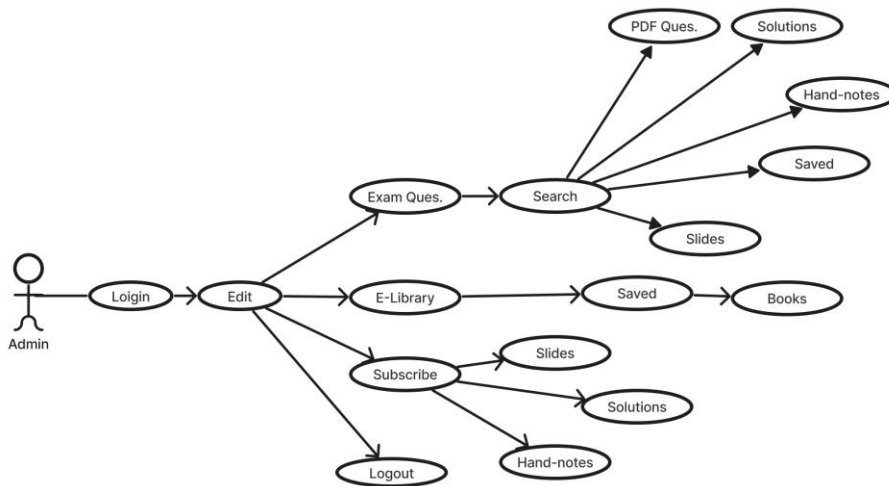 PDF Ques.
Solutions
Hand-notes
Saved
Exam Ques.
Search
Slides
Loigin
Edit
E-Library
Saved
Books
Admin
Slides
Subscribe
Solutions
Hand-notes
Logout